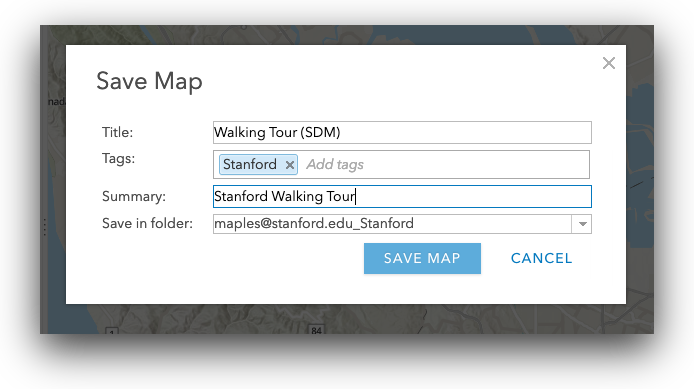 Save Map
Title: Walking Tour (SDM)
Tags: Stanford × Add tags
Summary: Stanford Walking Tour
Save in folder: maples@stanford.edu_Stanford
SAVE MAP CANCEL
1 84